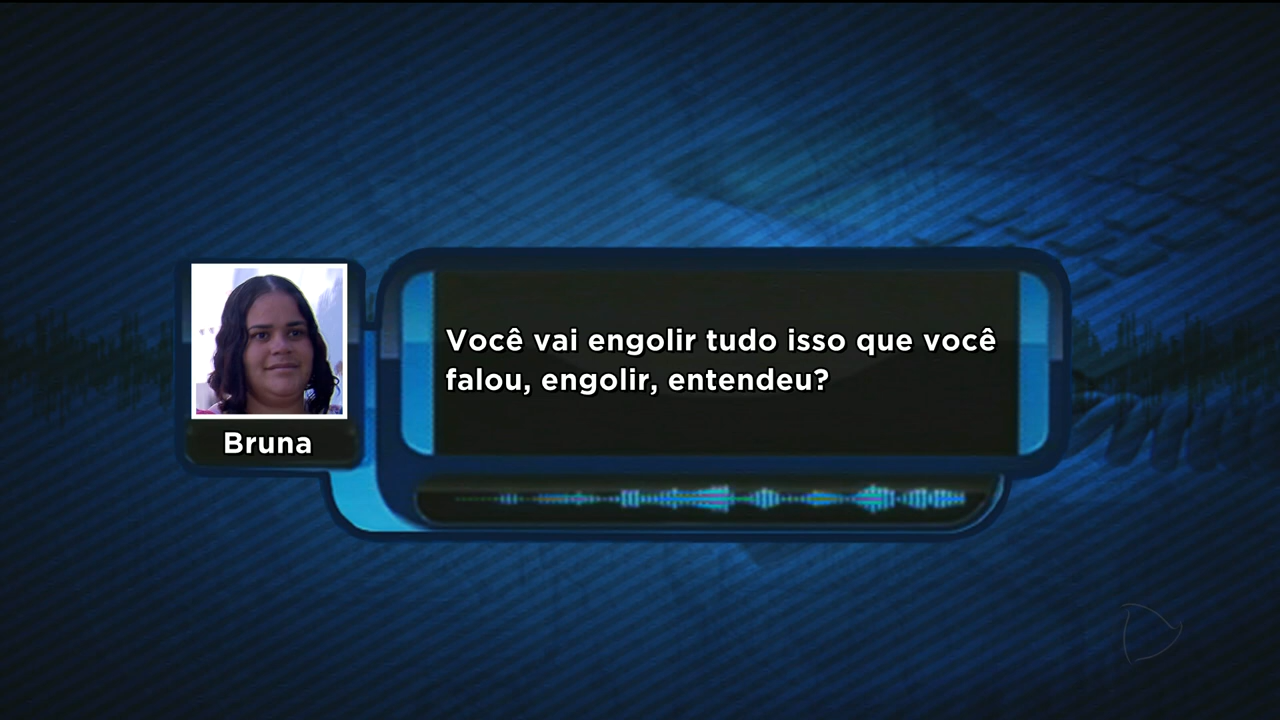 Você vai engolir tudo isso que você
falou, engolir, entendeu?
Bruna